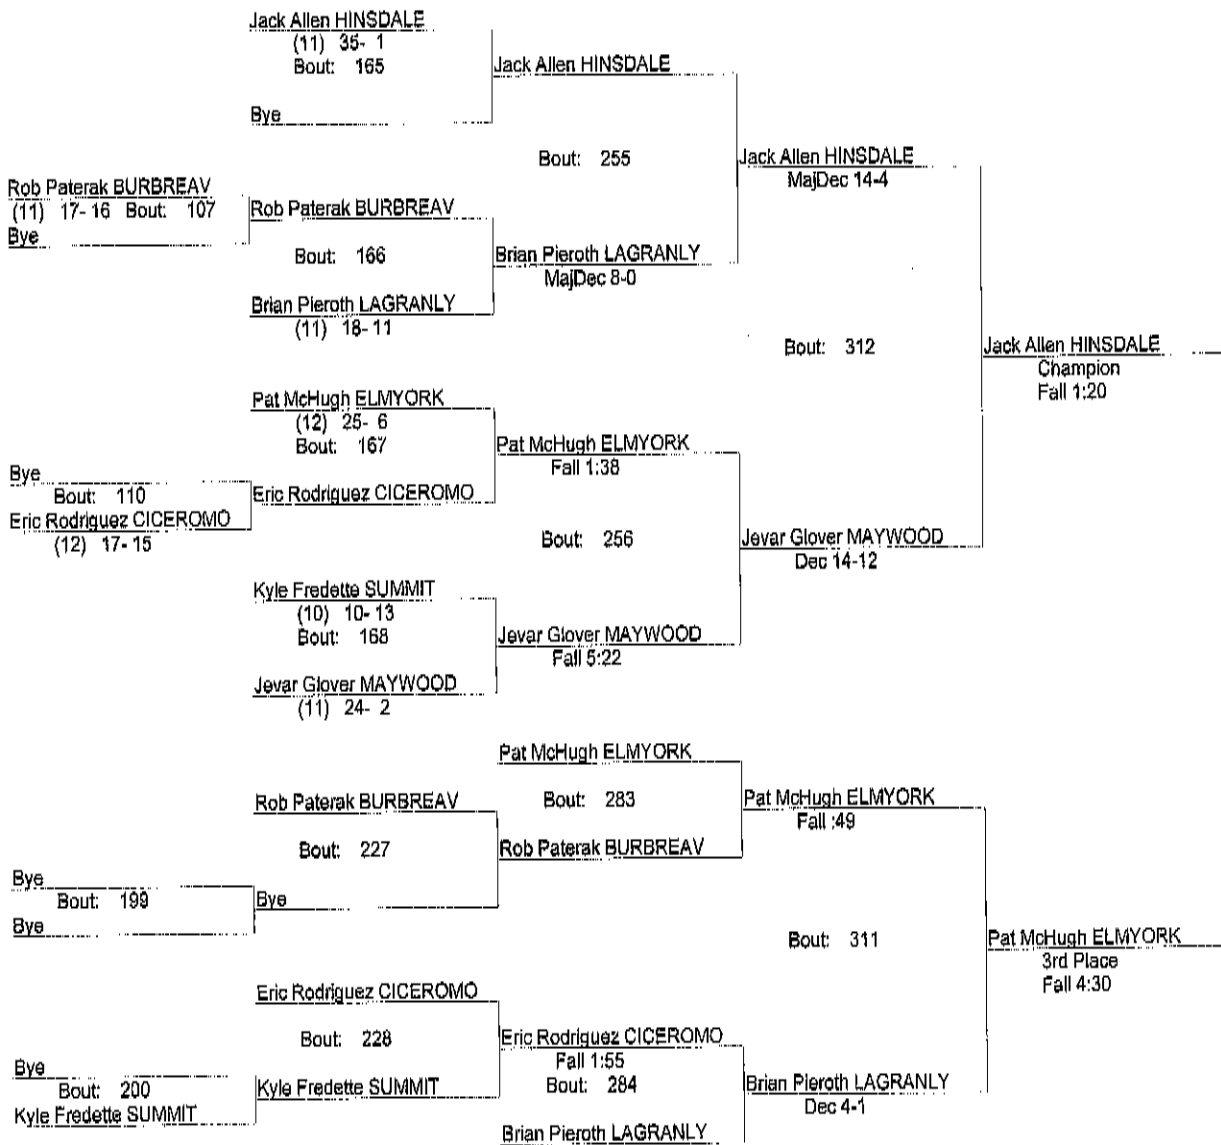 Jack Allen HINSDALE
(11) 35- 1
Bout: 165
Jack Allen HINSDALE
Bye
Bout: 255
Jack Allen HINSDALE
MajDec 14-4
Rob Paterak BURBREAV
(11) 17- 16 Bout: 107
Bye
Rob Paterak BURBREAV
Bout: 166
Brian Pieroth LAGRANLY
MajDec 8-0
Brian Pieroth LAGRANLY
(11) 18- 11
Bout: 312
Jack Allen HINSDALE
Champion
Fall 1:20
Pat McHugh ELMYORK
(12) 25- 6
Bout: 167
Pat McHugh ELMYORK
Fall 1:38
Bye
Bout: 110
Eric Rodriguez CICEROMO
(12) 17- 15
Eric Rodriguez CICEROMO
Bout: 256
Jevar Glover MAYWOOD
Dec 14-12
Kyle Fredette SUMMIT
(10) 10- 13
Bout: 168
Jevar Glover MAYWOOD
Fall 5:22
Jevar Glover MAYWOOD
(11) 24- 2
Pat McHugh ELMYORK
Rob Paterak BURBREAV
Bout: 283
Pat McHugh ELMYORK
Fall :49
Bout: 227
Rob Paterak BURBREAV
Bye
Bout: 199
Bye
Bye
Bout: 311
Pat McHugh ELMYORK
3rd Place
Fall 4:30
Eric Rodriguez CICEROMO
Bout: 228
Eric Rodriguez CICEROMO
Fall 1:55
Bout: 284
Bye
Bout: 200
Kyle Fredette SUMMIT
Kyle Fredette SUMMIT
Brian Pieroth LAGRANLY
Dec 4-1
Brian Pieroth LAGRANLY